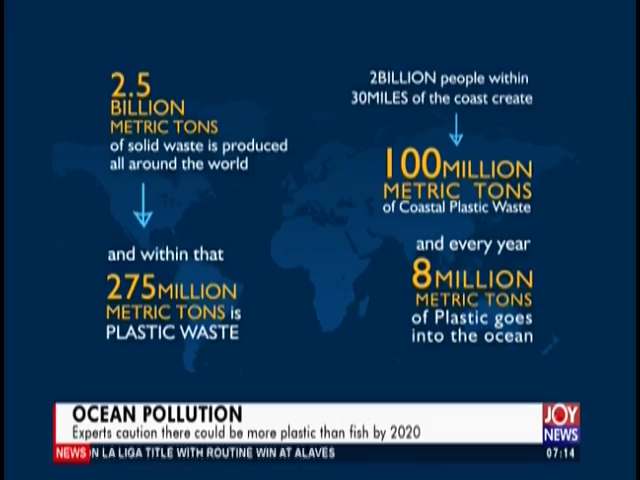 2.5
BILLION
METRIC TONS
of solid waste is produced
all around the world
and within that
275MILLION
METRIC TONS is
PLASTIC WASTE
2BILLION people within
30MILES of the coast create
100MILLION
METRIC TONS
of Coastal Plastic Waste
and every year
8MILLION
METRIC TONS
of Plastic goes
into the ocean
OCEAN POLLUTION
Experts caution there could be more plastic than fish by 2020
JOY
NEWS
NEWS N LA LIGA TITLE WITH ROUTINE WIN AT ALAVES
07:14